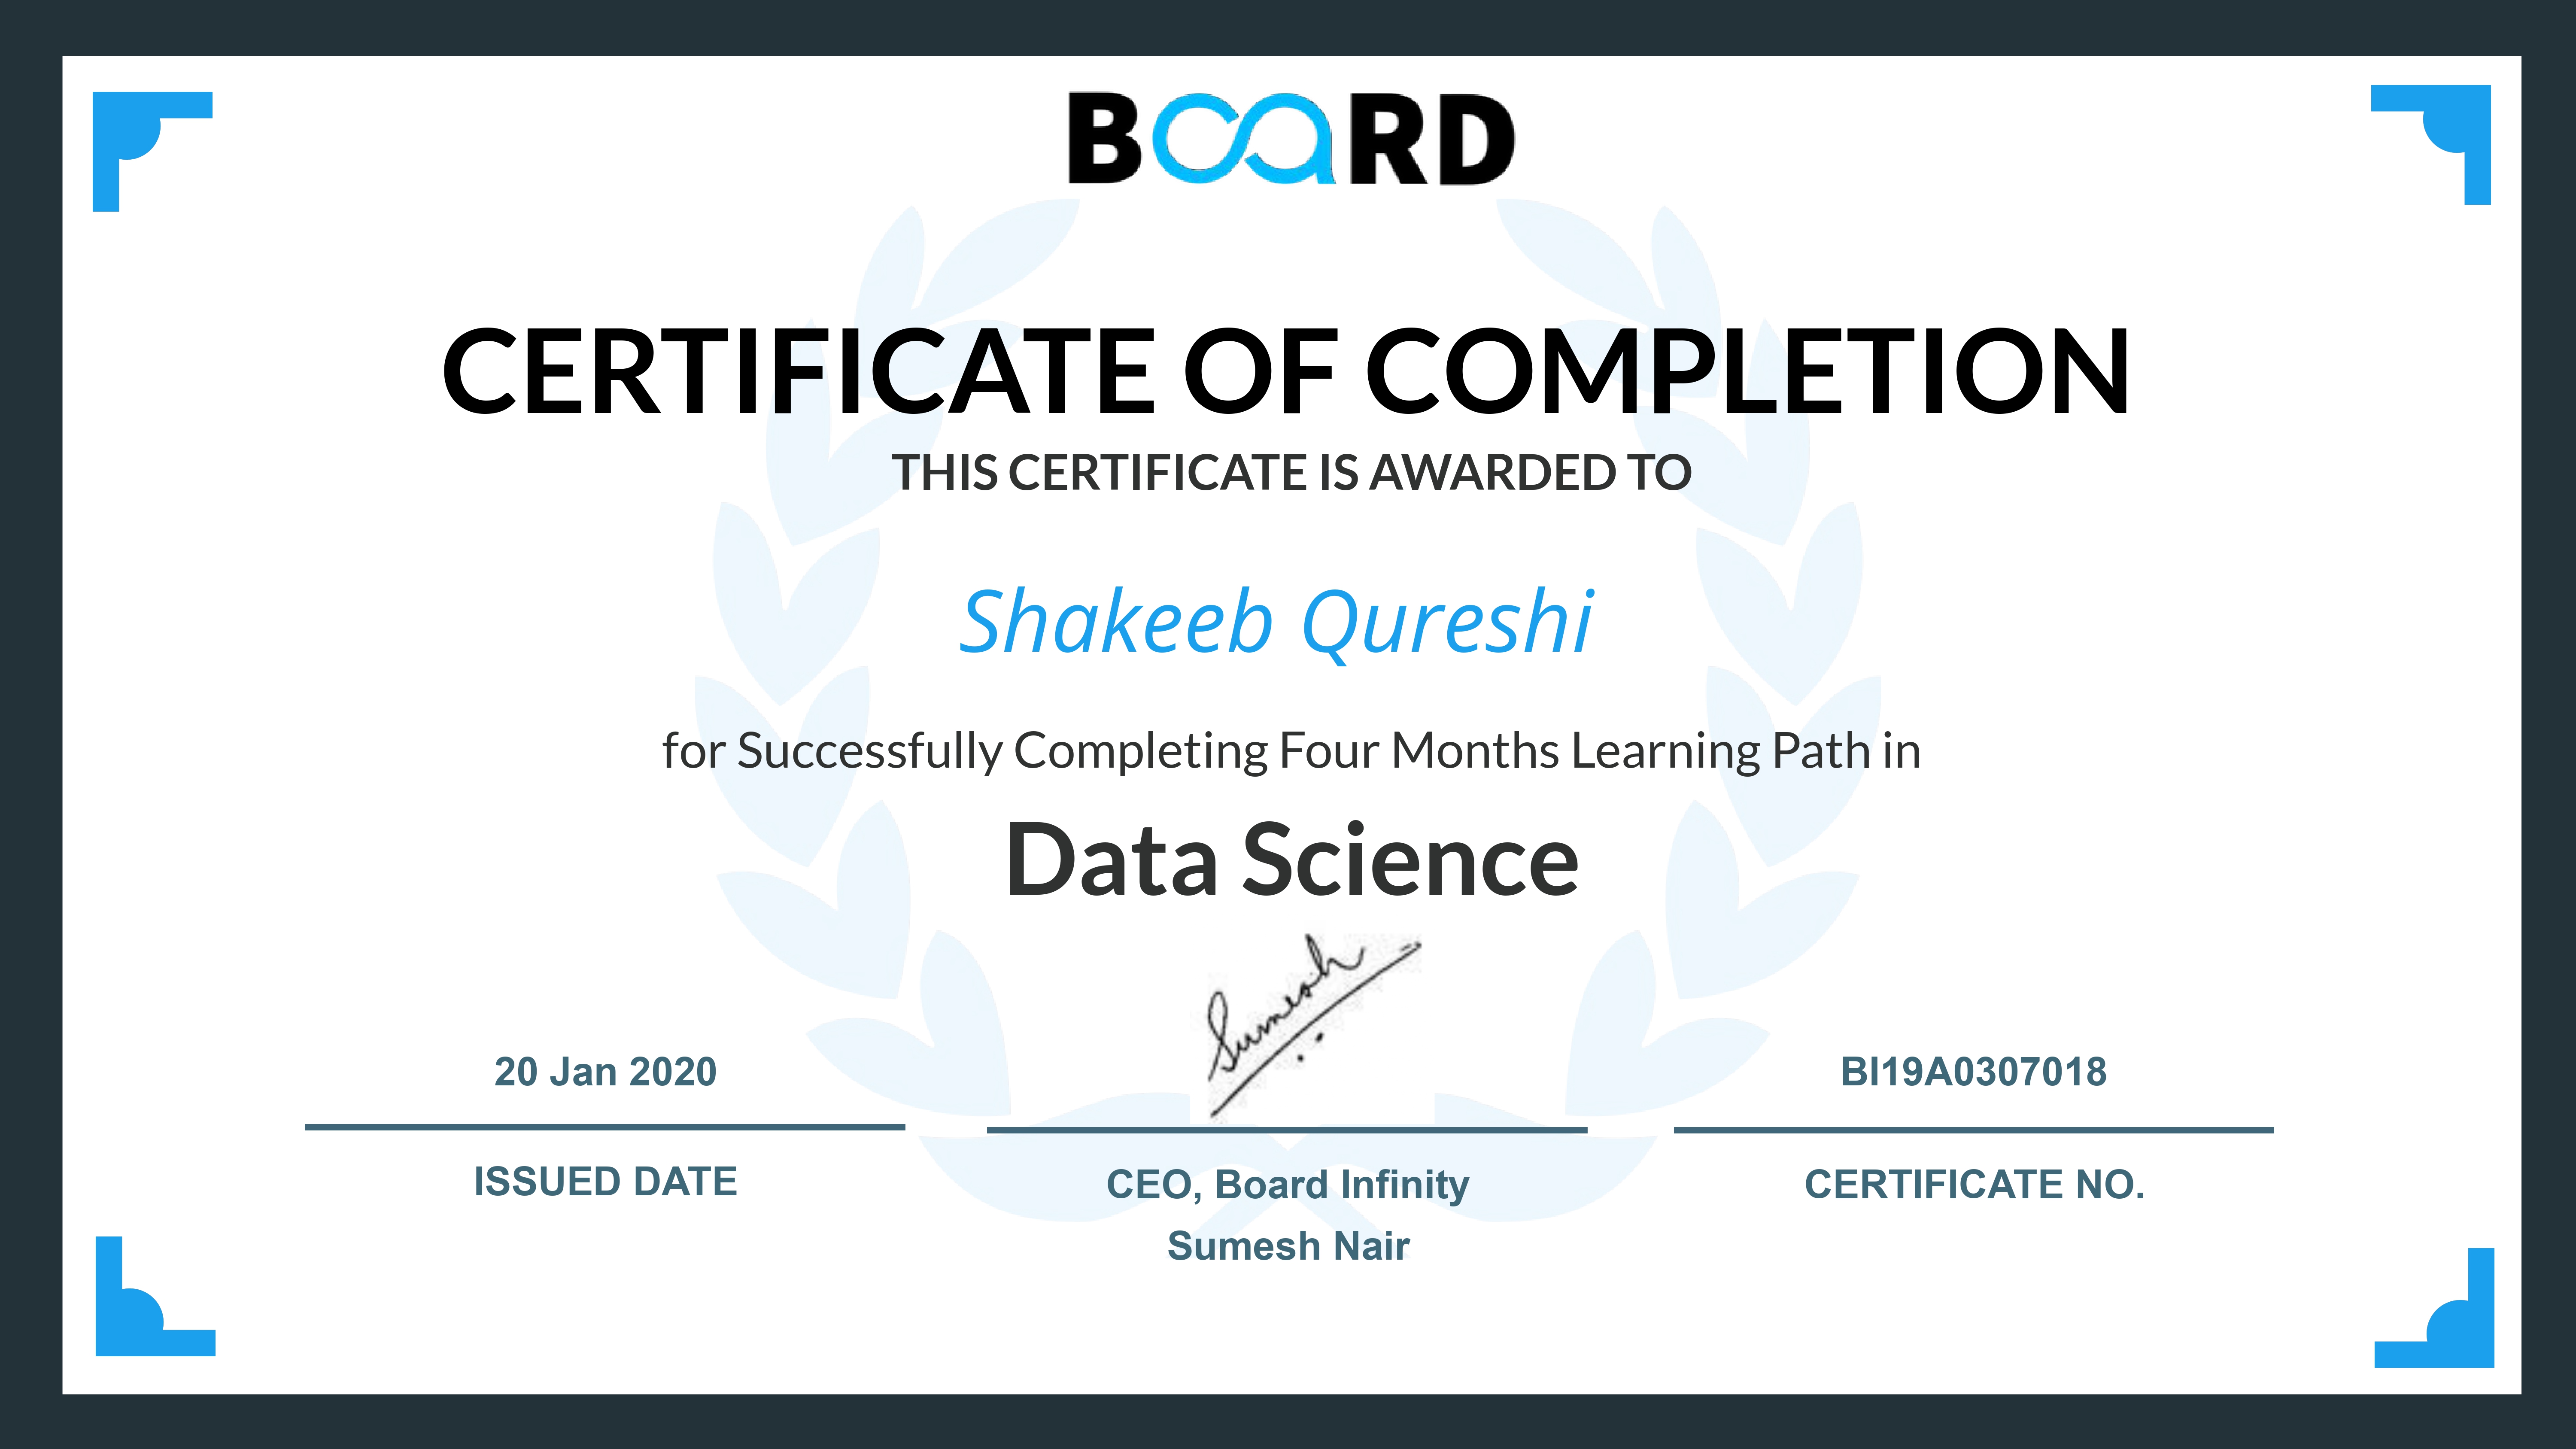 BOARD
CERTIFICATE OF COMPLETION
THIS CERTIFICATE IS AWARDED TO
Shakeeb Qureshi
for Successfully Completing Four Months Learning Path in
Data Science
Sumesh
20 Jan 2020
BI19A0307018
ISSUED DATE
CEO, Board Infinity
CERTIFICATE NO.
Sumesh Nair